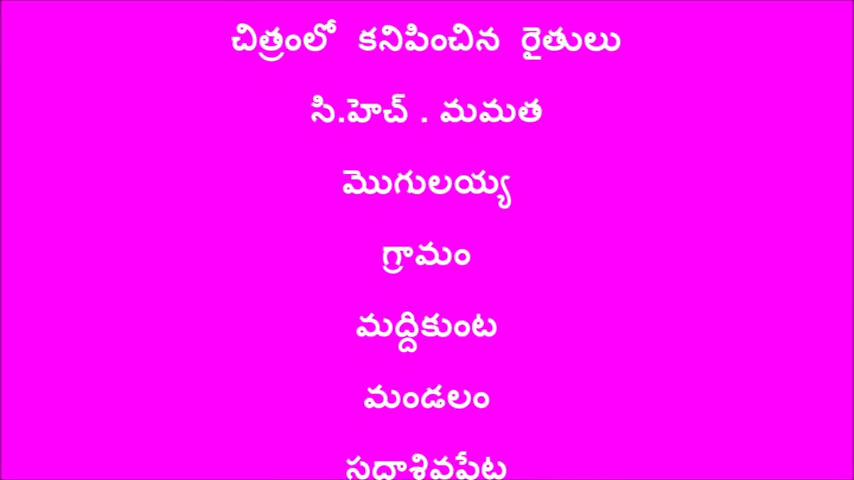 చిత్రంలో కనిపించిన రైతులు
సి.హెచ్ . మమత
మొగులయ్య
గ్రామం
మద్దికుంట
మండలం
సదాశివపేట